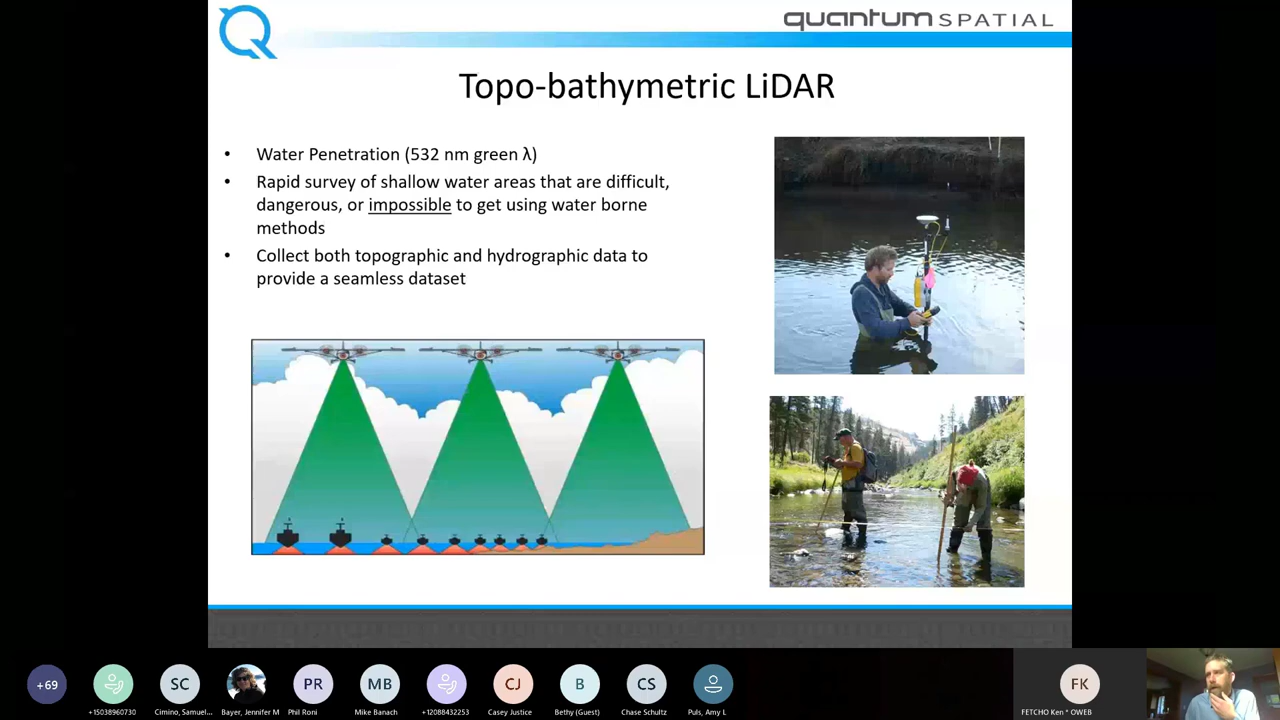 quantum SPATIAL
Topo-bathymetric LiDAR
• Water Penetration (532 nm green λ)
• Rapid survey of shallow water areas that are difficult,
dangerous, or impossible to get using water borne
methods
• Collect both topographic and hydrographic data to
provide a seamless dataset
+69
SC
PR
MB
CJ
B
CS
FK
+15038960730
Cimino, Samuel...
Bayer, Jennifer M
Phil Roni
Mike Banach
+12088432253
Casey Justice
Bethy (Guest)
Chase Schultz
Puls, Amy L
FETCHO Ken * OWEB